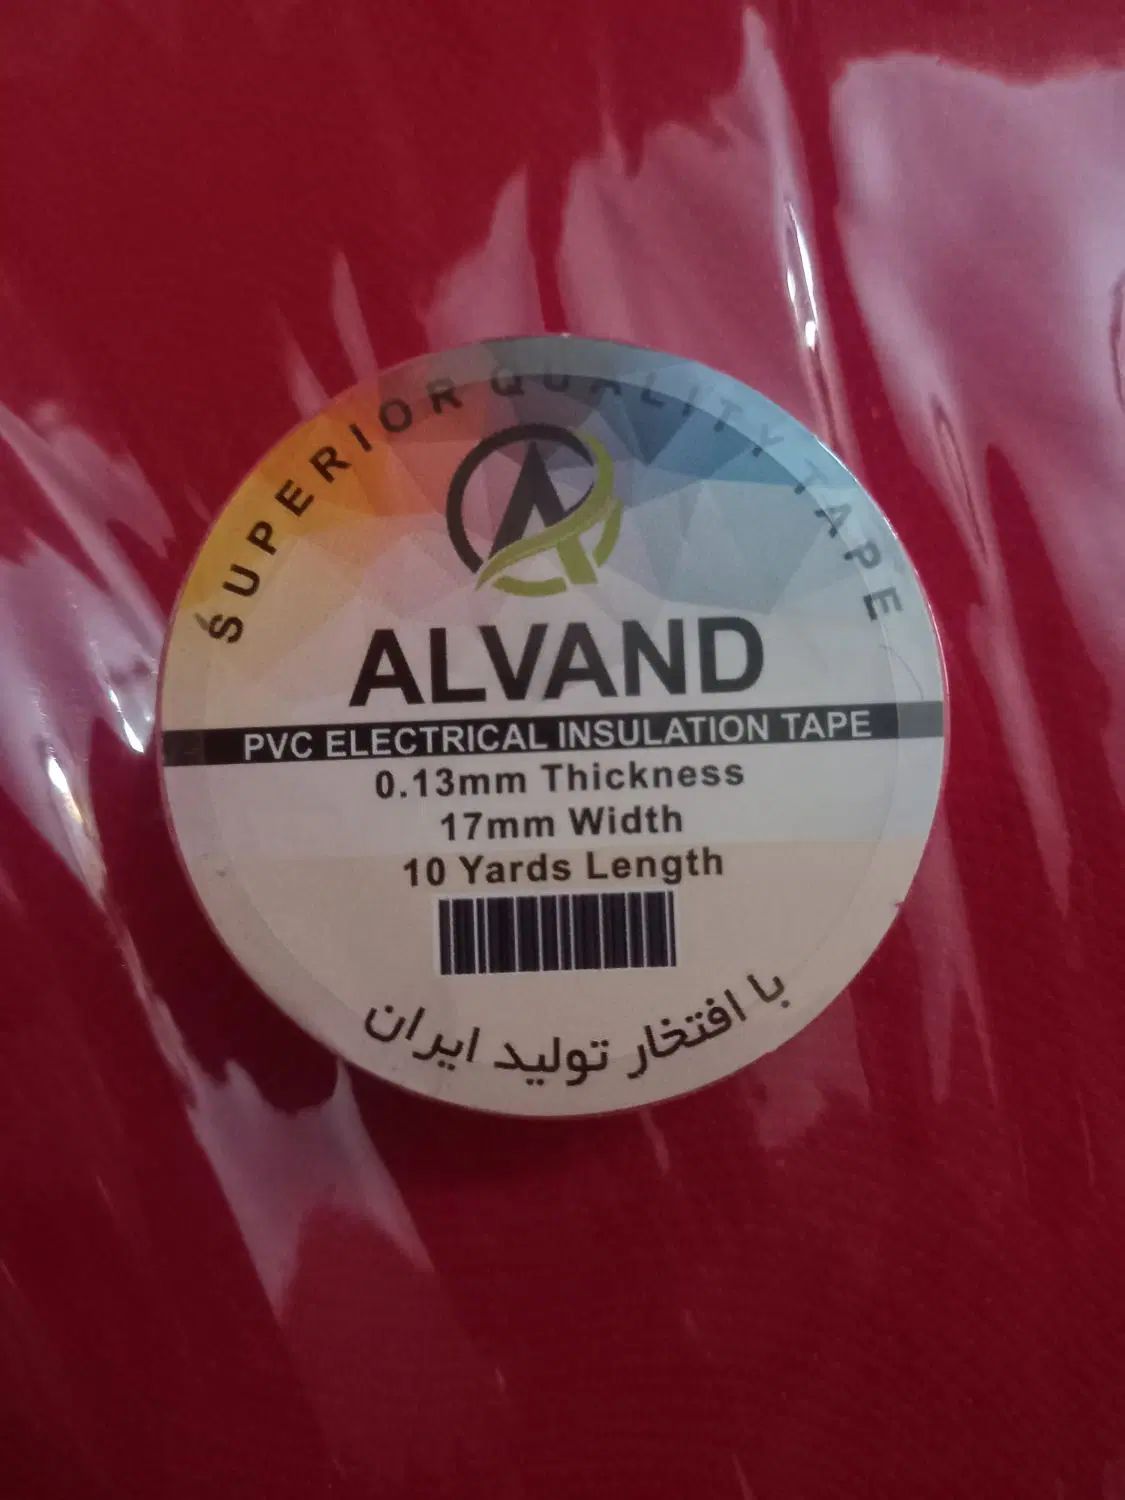 SUPERIOR QUALITY TAPE
ALVAND
PVC ELECTRICAL INSULATION TAPE
0.13mm Thickness
17mm Width
10 Yards Length
با افتخار تولید ایران